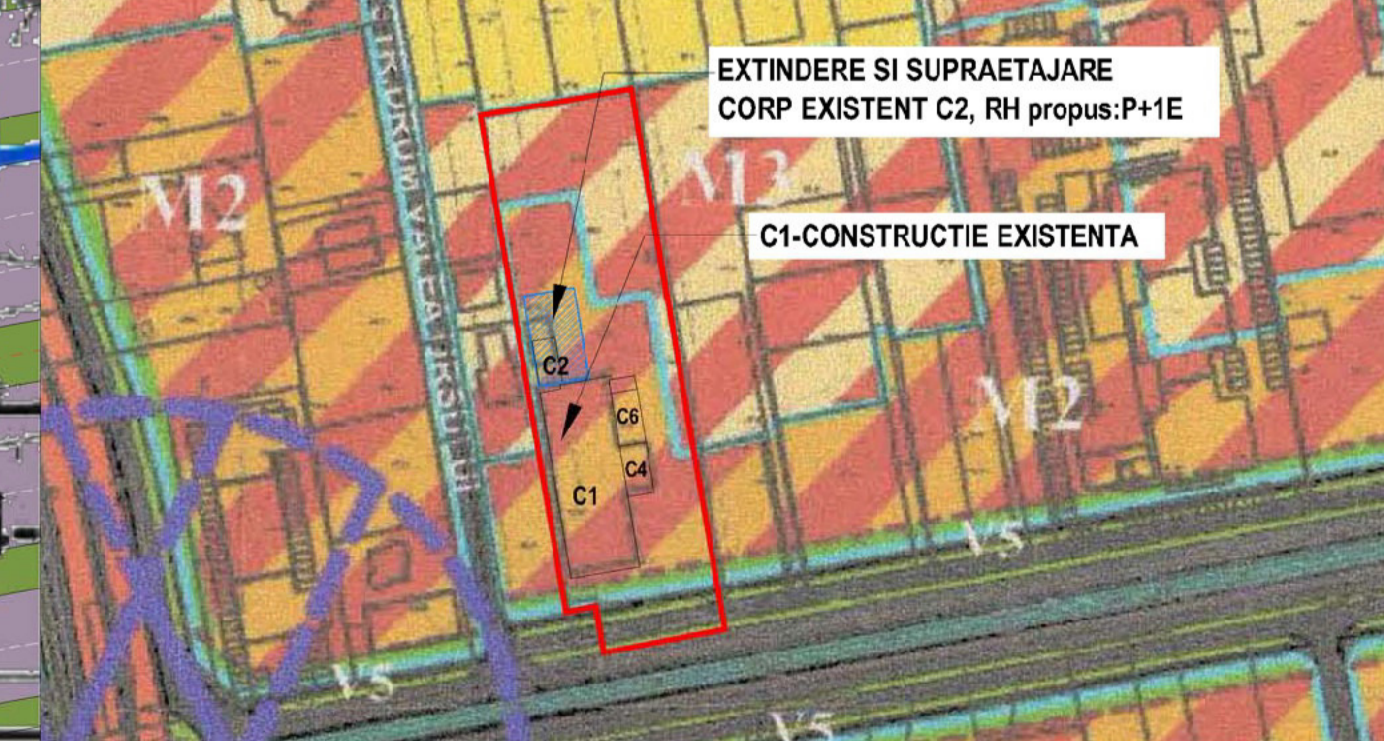 EXTINDERE SI SUPRAETAJARE
CORP EXISTENT C2, RH propus:P+1E
M2
M3
C1-CONSTRUCTIE EXISTENTA
C2
C6
M2
C4
C1
V5
V5
V5